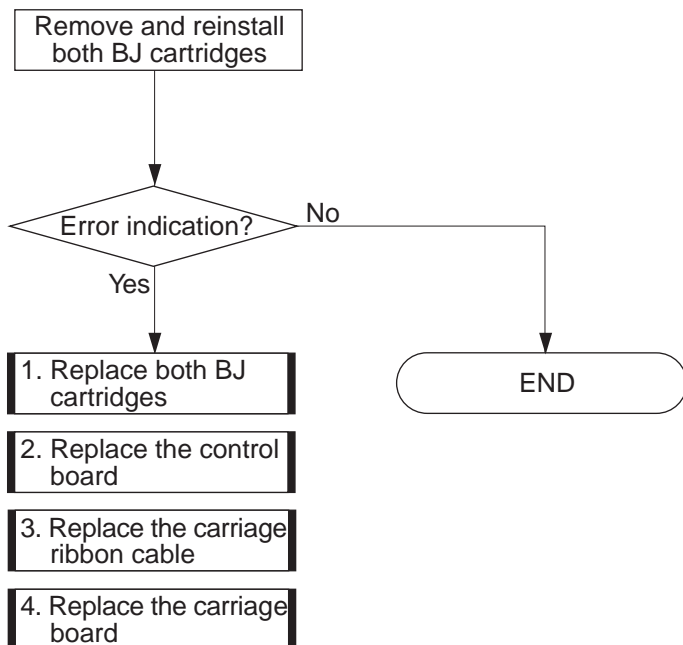 Remove and reinstall
both BJ cartridges
Error indication?
No
Yes
1. Replace both BJ
cartridges
END
2. Replace the control
board
3. Replace the carriage
ribbon cable
4. Replace the carriage
board